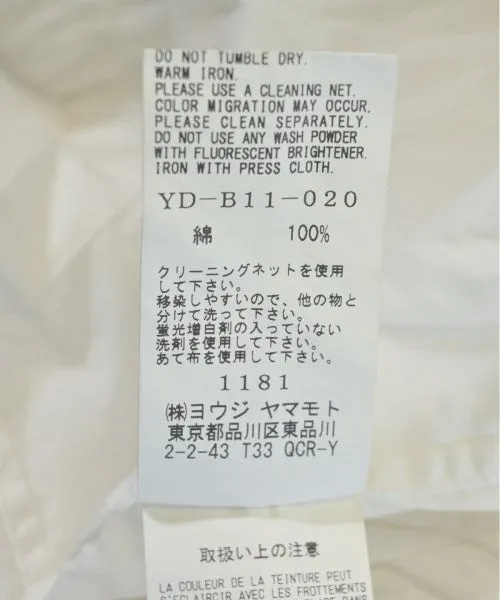 DO NOT TUMBLE DRY.
WARM IRON.
PLEASE USE A CLEANING NET.
COLOR MIGRATION MAY OCCUR,
PLEASE CLEAN SEPARATELY.
DO NOT USE ANY WASH POWDER
WITH FLUORESCENT BRIGHTENER.
IRON WITH PRESS CLOTH.
YD-B11-020
綿 100%
クリーニングネットを使用
して下さい。
移染しやすいので、他の物と
分けて洗って下さい。
蛍光増白剤の入っていない
洗剤を使用して下さい。
あて布を使用して下さい。
1181
㈱ヨウジ ヤマモト
東京都品川区東品川
2-2-43 T33 QCR-Y
取扱い上の注意
LA COULEUR DE LA TEINTURE PEUT
S'ECLAIRCIR AVEC LES FROTTEMENTS